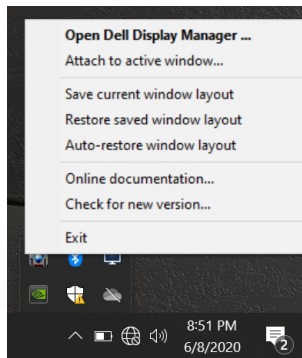 Open Dell Display Manager ...
Attach to active window...
Save current window layout
Restore saved window layout
Auto-restore window layout
Online documentation...
Check for new version...
Exit
8:51 PM
6/8/2020
2